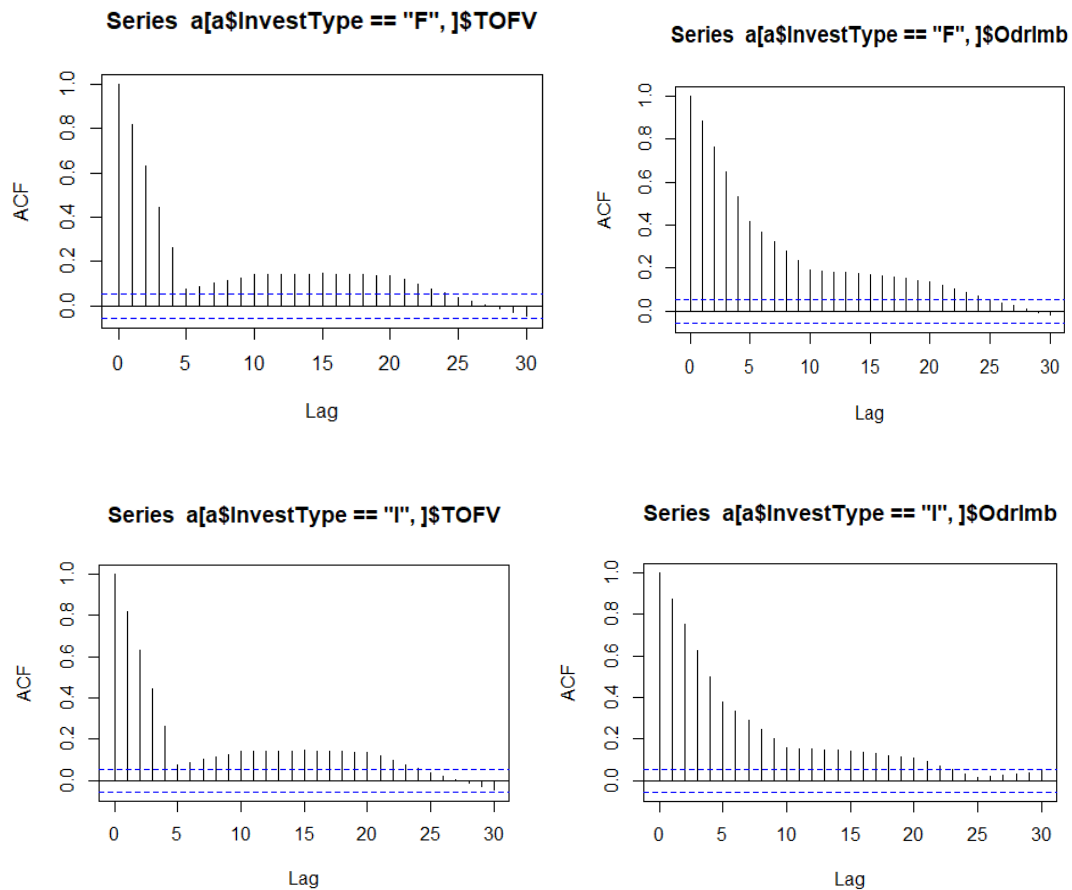 Series a[a$InvestType == "F", ]$TOFV
ACF
1.0
0.8
0.6
0.4
0.2
0.0
0 5 10 15 20 25 30
Lag
Series a[a$InvestType == "F", ]$OdrImb
ACF
1.0
0.8
0.6
0.4
0.2
0.0
0 5 10 15 20 25 30
Lag
Series a[a$InvestType == "I", ]$TOFV
ACF
1.0
0.8
0.6
0.4
0.2
0.0
0 5 10 15 20 25 30
Lag
Series a[a$InvestType == "I", ]$OdrImb
ACF
1.0
0.8
0.6
0.4
0.2
0.0
0 5 10 15 20 25 30
Lag